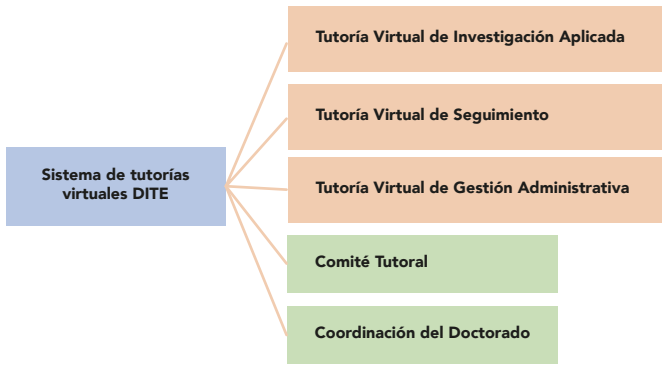 Tutoría Virtual de Investigación Aplicada
Tutoría Virtual de Seguimiento
Sistema de tutorías
virtuales DITE
Tutoría Virtual de Gestión Administrativa
Comité Tutoral
Coordinación del Doctorado